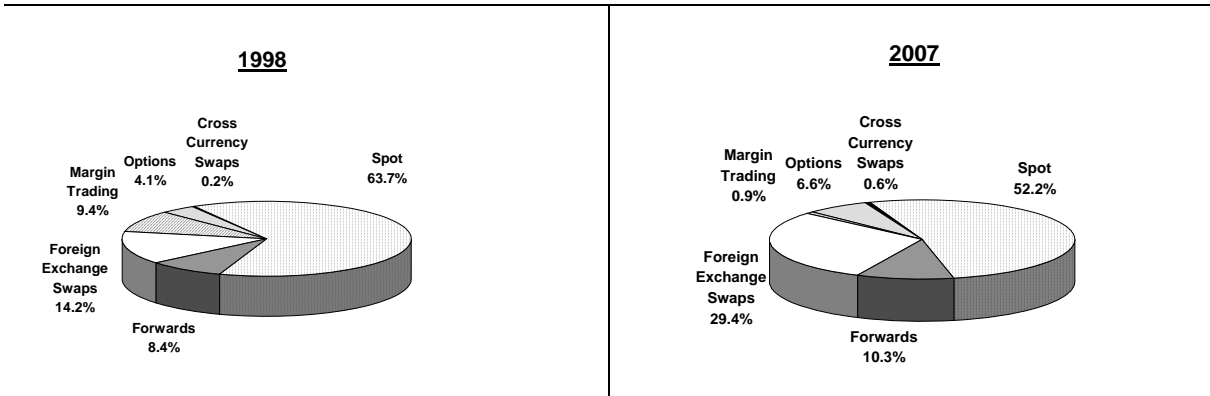 1998
Cross
Currency
Swaps
0.2%
Options
4.1%
Margin
Trading
9.4%
Spot
63.7%
Foreign
Exchange
Swaps
14.2%
Forwards
8.4%
2007
Cross
Currency
Swaps
0.6%
Margin
Trading
0.9%
Options
6.6%
Spot
52.2%
Foreign
Exchange
Swaps
29.4%
Forwards
10.3%